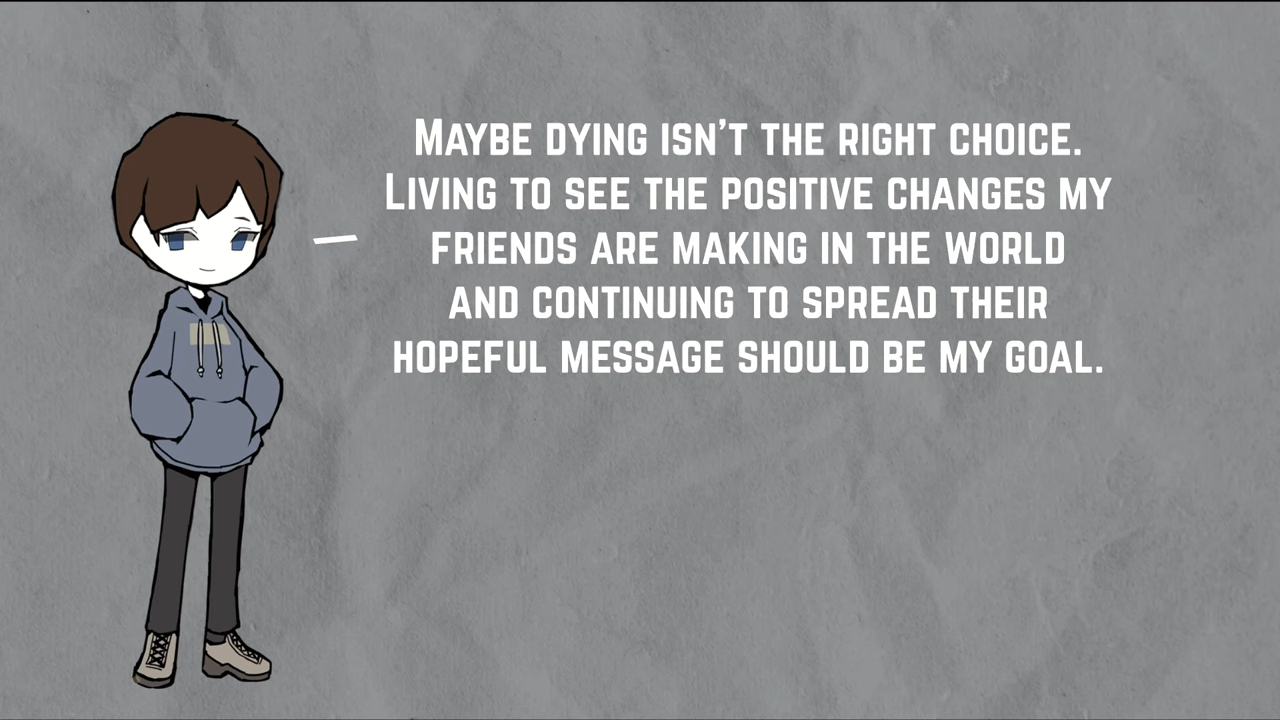 Maybe dying isn't the right choice.
Living to see the positive changes my
friends are making in the world
and continuing to spread their
hopeful message should be my goal.